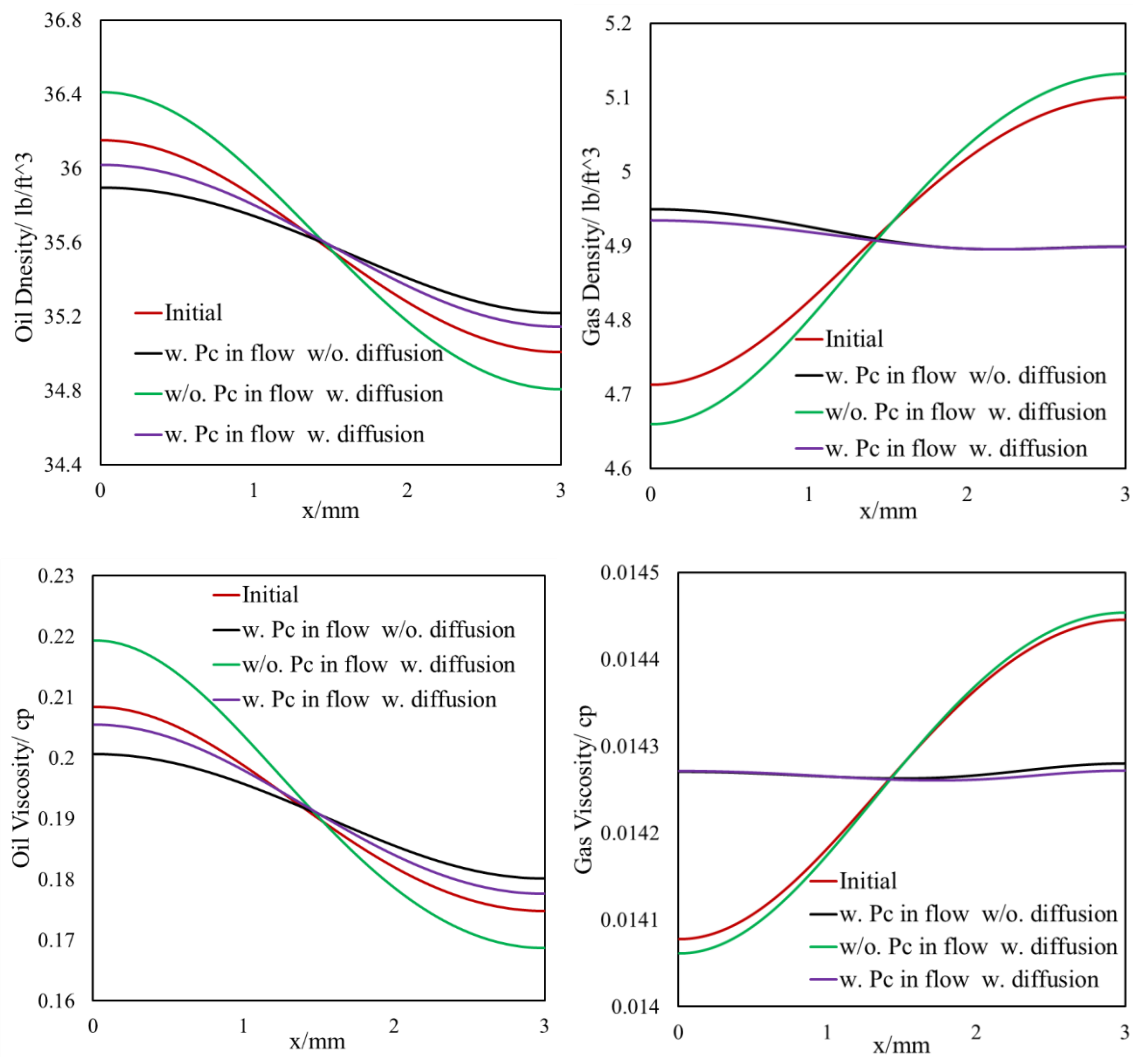 36.8
36.4
36
35.6
35.2
34.8
34.4
Oil Dnesity/ lb/ft^3
Initial
w. Pc in flow w/o. diffusion
w/o. Pc in flow w. diffusion
w. Pc in flow w. diffusion
0
1
2
3
x/mm
5.2
5.1
5
4.9
4.8
4.7
4.6
Gas Density/ lb/ft^3
Initial
w. Pc in flow w/o. diffusion
w/o. Pc in flow w. diffusion
w. Pc in flow w. diffusion
0
1
2
3
x/mm
0.23
0.22
0.21
0.2
0.19
0.18
0.17
0.16
Oil Viscosity/ cp
Initial
w. Pc in flow w/o. diffusion
w/o. Pc in flow w. diffusion
w. Pc in flow w. diffusion
0
1
2
3
x/mm
0.0145
0.0144
0.0143
0.0142
0.0141
0.014
Gas Viscosity/ cp
Initial
w. Pc in flow w/o. diffusion
w/o. Pc in flow w. diffusion
w. Pc in flow w. diffusion
0
1
2
3
x/mm